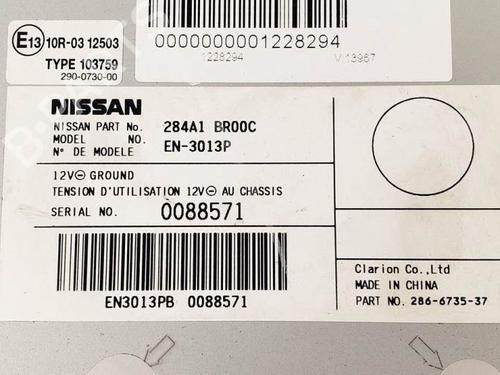 E13 10R-03 12503
TYPE 103759
290-0730-00
0000000001228294
1228294 V:13967
NISSAN
NISSAN PART No. 284A1 BR00C
MODEL NO. EN-3013P
N° DE MODELE
12V⊖ GROUND
TENSION D'UTILISATION 12V⊖ AU CHASSIS
SERIAL NO. 0088571
EN3013PB 0088571
Clarion Co.,Ltd
MADE IN CHINA
PART NO. 286-6735-37
B-PARTS